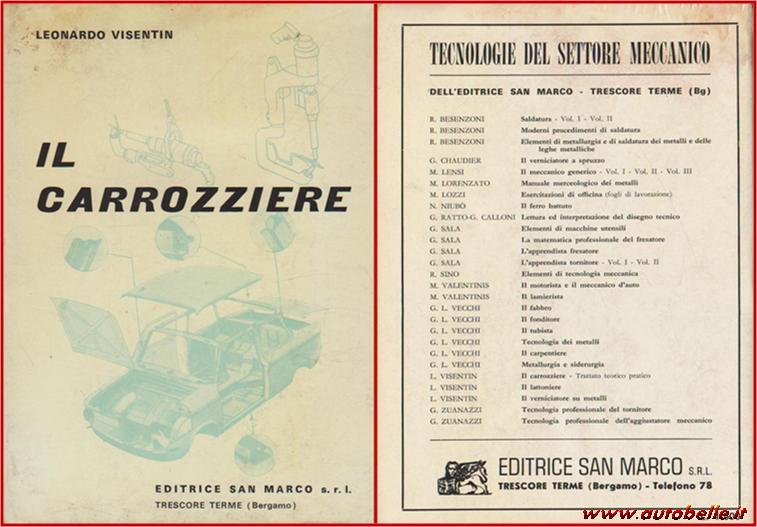 LEONARDO VISENTIN
IL
CARROZZIERE
EDITRICE SAN MARCO s. r. l.
TRESCORE TERME (Bergamo)
TECNOLOGIE DEL SETTORE MECCANICO
DELL'EDITRICE SAN MARCO - TRESCORE TERME (Bg)
R. BESENZONI Saldatura - Vol. I - Vol. II
R. BESENZONI Moderni procedimenti di saldatura
R. BESENZONI Elementi di metallurgia e di saldatura dei metalli e delle
leghe metalliche
G. CHAUDIER Il verniciatore a spruzzo
M. LENSI Il meccanico generico - Vol. I - Vol. II - Vol. III
M. LORENZATO Manuale merceologico dei metalli
M. LOZZI Esercitazioni di officina (fogli di lavorazione)
N. NIUBÒ Il ferro battuto
G. RATTO-G. CALLONI Lettura ed interpretazione del disegno tecnico
G. SALA Elementi di macchine utensili
G. SALA La matematica professionale del fresatore
G. SALA L'apprendista fresatore
G. SALA L'apprendista tornitore - Vol. I - Vol. II
R. SINO Elementi di tecnologia meccanica
M. VALENTINIS Il motorista e il meccanico d'auto
M. VALENTINIS Il lamierista
G. L. VECCHI Il fabbro
G. L. VECCHI Il fonditore
G. L. VECCHI Il tubista
G. L. VECCHI Tecnologia dei metalli
G. L. VECCHI Il carpentiere
G. L. VECCHI Metallurgia e siderurgia
L. VISENTIN Il carrozziere - Trattato teorico pratico
L. VISENTIN Il lattoniere
L. VISENTIN Il verniciatore su metalli
G. ZUANAZZI Tecnologia professionale del tornitore
G. ZUANAZZI Tecnologia professionale dell'aggiustatore meccanico
EDITRICE SAN MARCO S.R.L.
TRESCORE TERME (Bergamo) - Telefono 78
www.autobelle.it